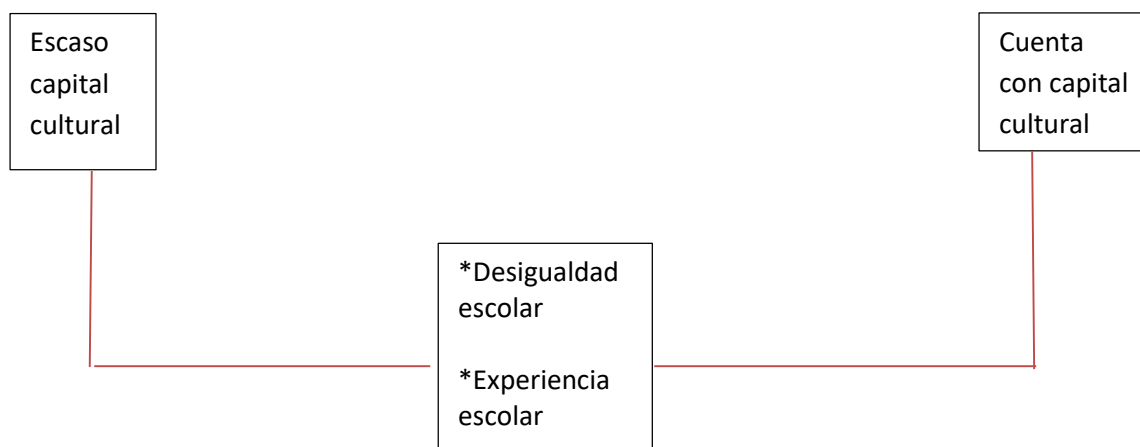 Escaso
capital
cultural
Cuenta
con capital
cultural
*Desigualdad
escolar
*Experiencia
escolar